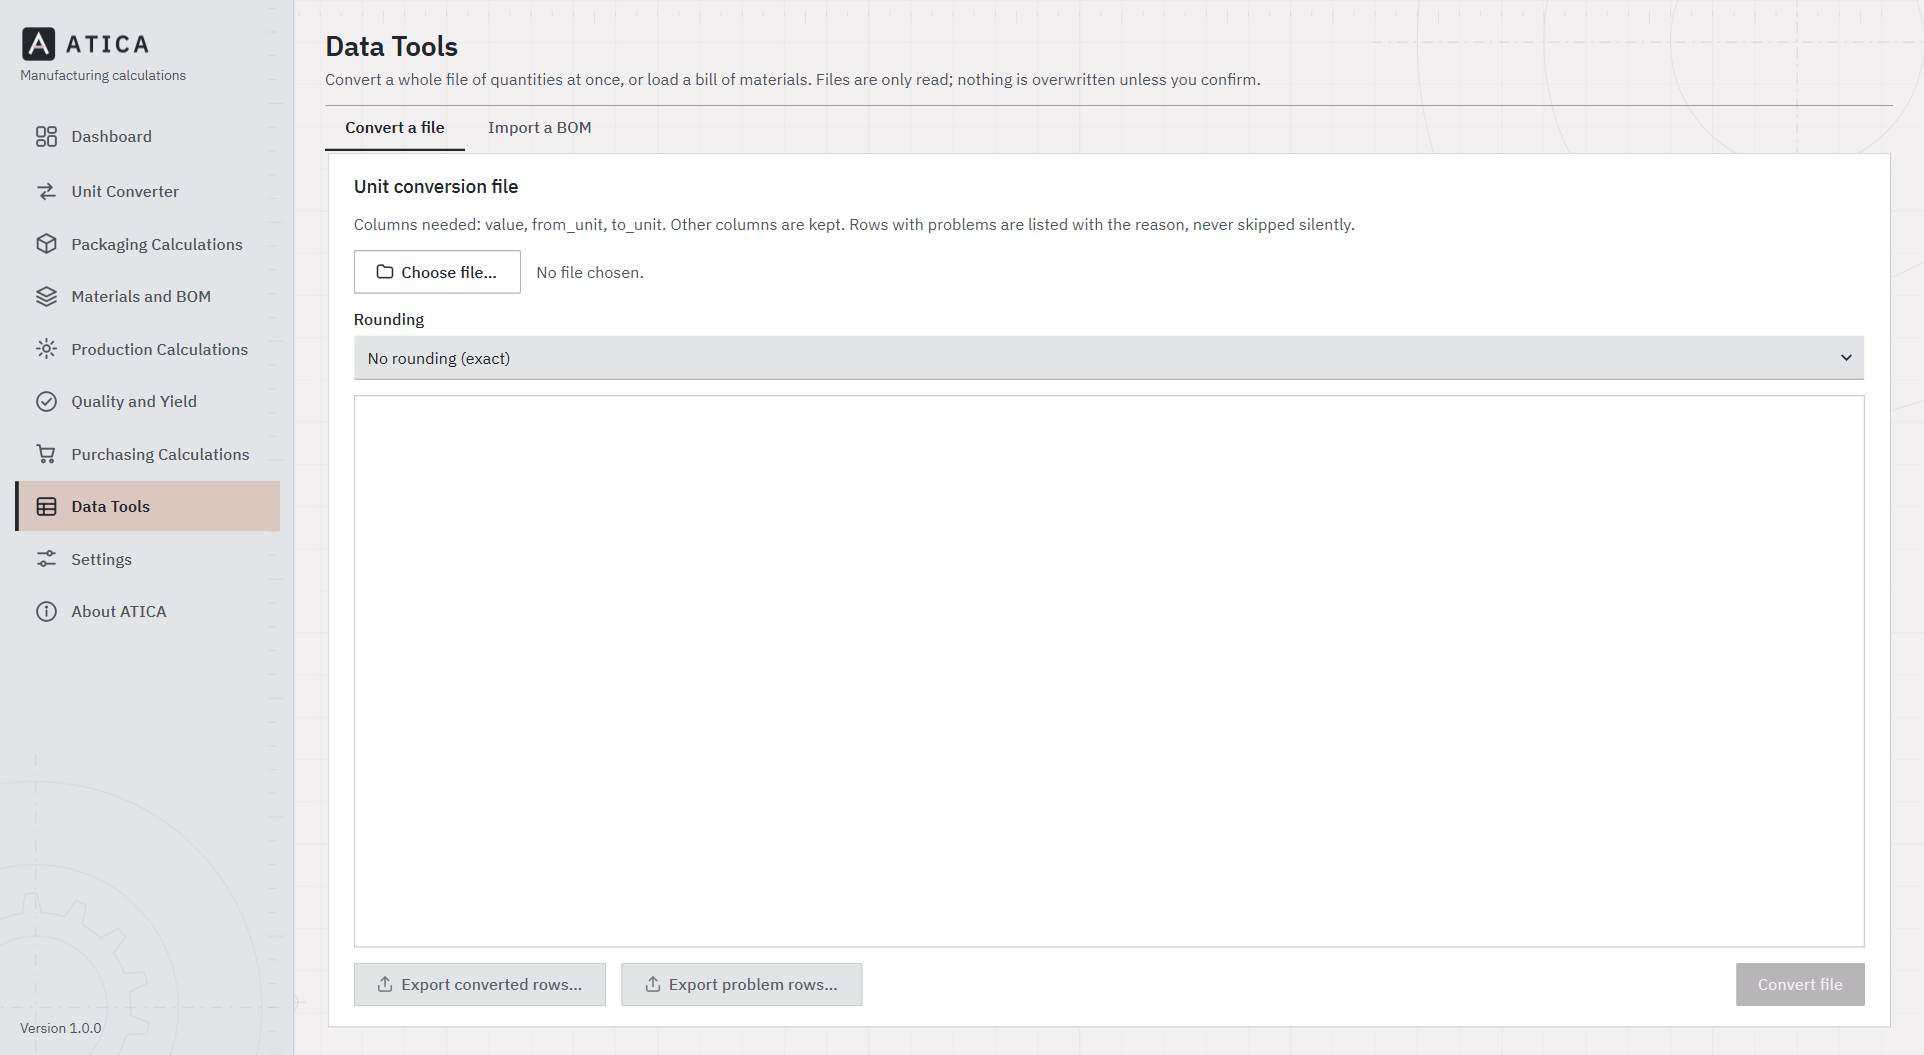 ATICA
Manufacturing calculations
Dashboard
Unit Converter
Packaging Calculations
Materials and BOM
Production Calculations
Quality and Yield
Purchasing Calculations
Data Tools
Settings
About ATICA
Version 1.0.0
Data Tools
Convert a whole file of quantities at once, or load a bill of materials. Files are only read; nothing is overwritten unless you confirm.
Convert a file
Import a BOM
Unit conversion file
Columns needed: value, from_unit, to_unit. Other columns are kept. Rows with problems are listed with the reason, never skipped silently.
Choose file...
No file chosen.
Rounding
No rounding (exact)
Export converted rows...
Export problem rows...
Convert file